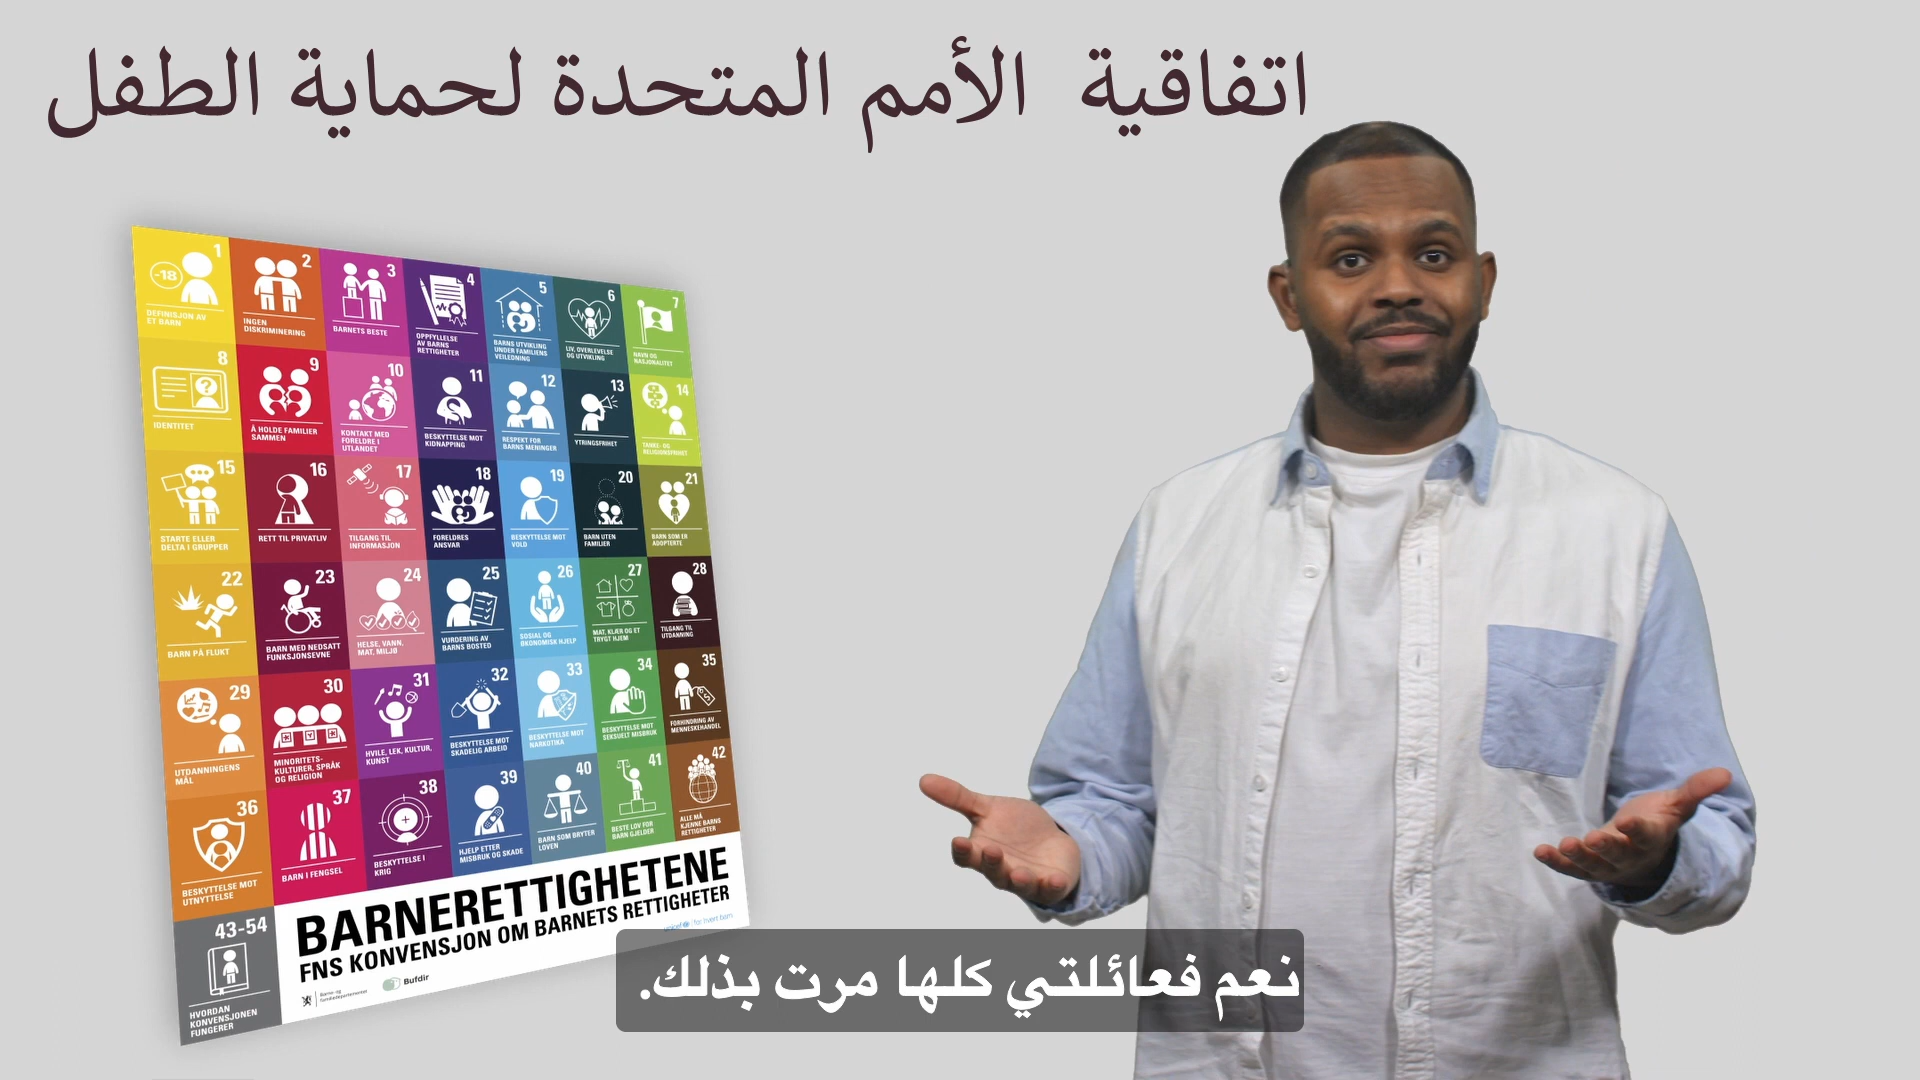 اتفاقية الأمم المتحدة لحماية الطفل
1
-18
DEFINISJON AV
ET BARN
2
INGEN
DISKRIMINERING
3
BARNETS BESTE
4
OPPFYLLELSE
AV BARNS
RETTIGHETER
5
BARNS UTVIKLING
UNDER FAMILIENS
VEILEDNING
6
LIV, OVERLEVELSE
OG UTVIKLING
7
NAVN OG
NASJONALITET
8
?
IDENTITET
9
Å HOLDE FAMILIER
SAMMEN
10
KONTAKT MED
FORELDRE I
UTLANDET
11
BESKYTTELSE MOT
KIDNAPPING
12
RESPEKT FOR
BARNS MENINGER
13
YTRINGSFRIHET
14
TANKE- OG
RELIGIONSFRIHET
15
STARTE ELLER
DELTA I GRUPPER
16
RETT TIL PRIVATLIV
17
TILGANG TIL
INFORMASJON
18
FORELDRES
ANSVAR
19
BESKYTTELSE MOT
VOLD
20
BARN UTEN
FAMILIER
21
BARN SOM ER
ADOPTERTE
22
BARN PÅ FLUKT
23
BARN MED NEDSATT
FUNKSJONSEVNE
24
HELSE, VANN,
MAT, MILJØ
25
VURDERING AV
BARNS BOSTED
26
SOSIAL OG
ØKONOMISK HJELP
27
MAT, KLÆR OG ET
TRYGT HJEM
28
TILGANG TIL
UTDANNING
29
UTDANNINGENS
MÅL
30
MINORITETS-
KULTURER, SPRÅK
OG RELIGION
31
HVILE, LEK, KULTUR,
KUNST
32
BESKYTTELSE MOT
SKADELIG ARBEID
33
BESKYTTELSE MOT
NARKOTIKA
34
BESKYTTELSE MOT
SEKSUELT MISBRUK
35
FORHINDRING AV
MENNESKEHANDEL
36
BESKYTTELSE MOT
UTNYTTELSE
37
BARN I FENGSEL
38
BESKYTTELSE I
KRIG
39
HJELP ETTER
MISBRUK OG SKADE
40
BARN SOM BRYTER
LOVEN
41
BESTE LOV FOR
BARN GJELDER
42
ALLE MÅ
KJENNE BARNS
RETTIGHETER
43-54
HVORDAN
KONVENSJONEN
FUNGERER
BARNERETTIGHETENE
FNS KONVENSJON OM BARNETS RETTIGHETER
unicef | for hvert barn
Bufdir
نعم فعائلتي كلها مرت بذلك.